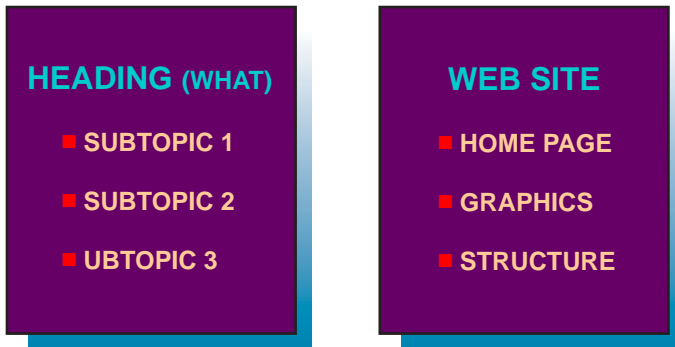 HEADING (WHAT)
SUBTOPIC 1
SUBTOPIC 2
UBTOPIC 3
WEB SITE
HOME PAGE
GRAPHICS
STRUCTURE